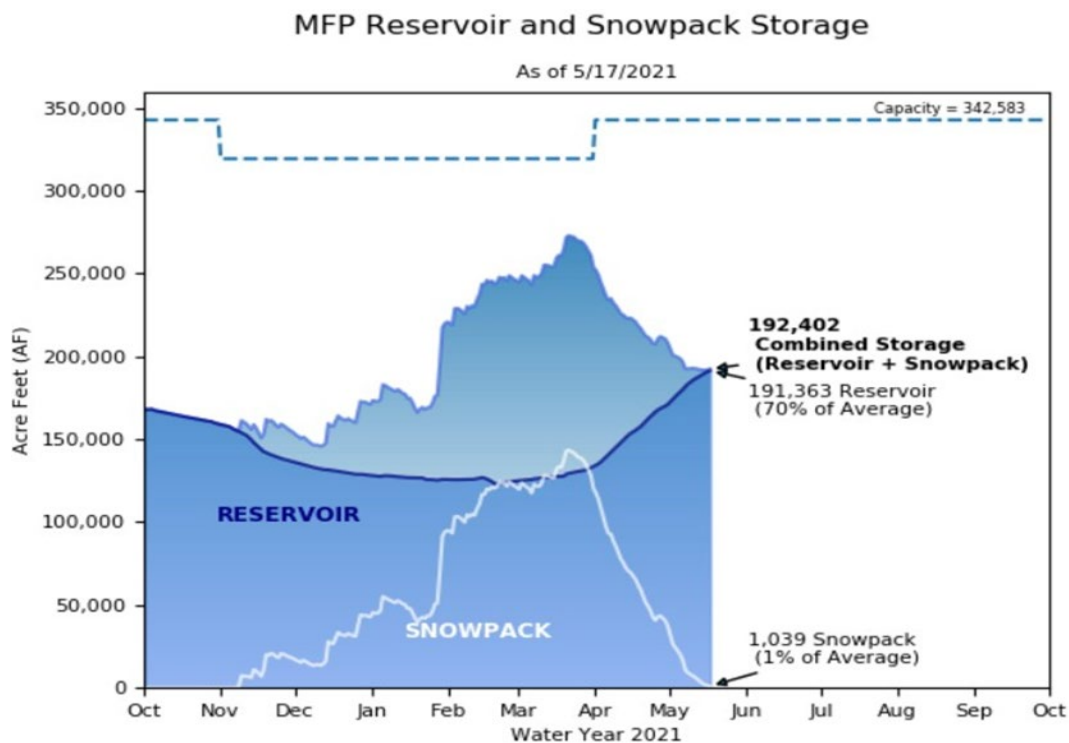 MFP Reservoir and Snowpack Storage
As of 5/17/2021
Capacity = 342,583
350,000
300,000
250,000
200,000
150,000
100,000
50,000
0
Acre Feet (AF)
192,402
Combined Storage
(Reservoir + Snowpack)
191,363 Reservoir
(70% of Average)
RESERVOIR
SNOWPACK
1,039 Snowpack
(1% of Average)
Oct Nov Dec Jan Feb Mar Apr May Jun Jul Aug Sep Oct
Water Year 2021